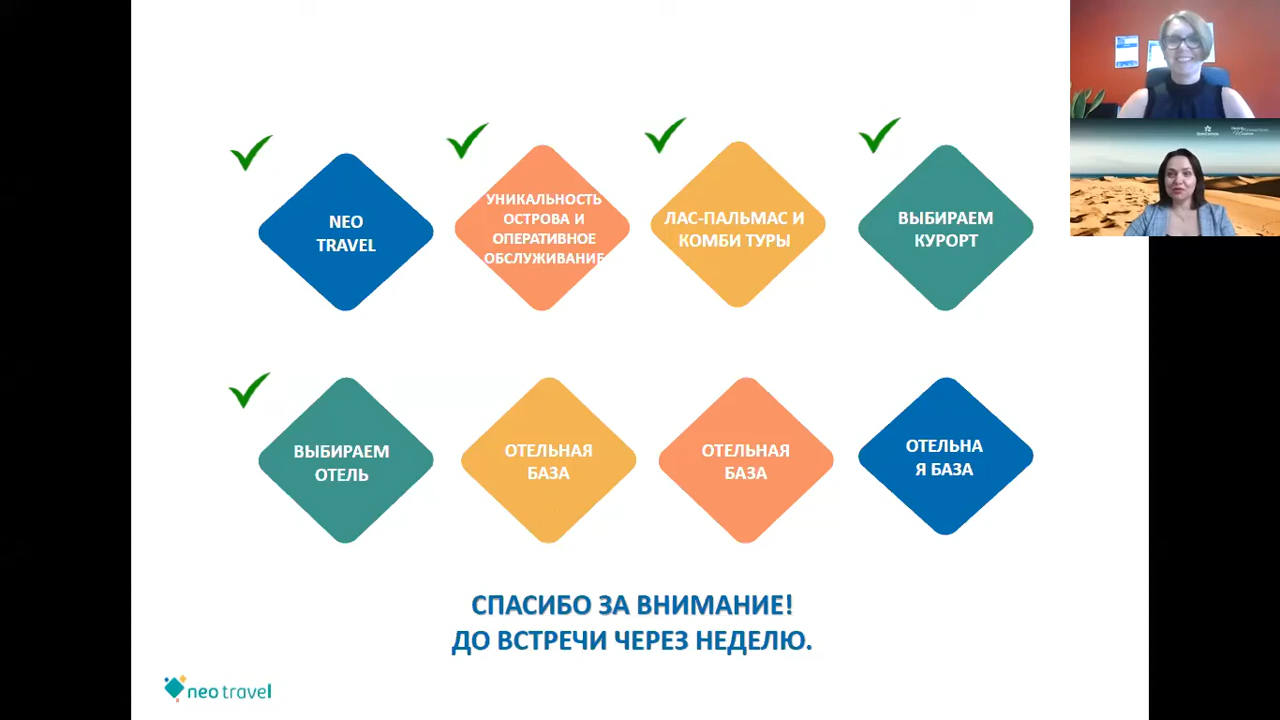 NEO
TRAVEL
УНИКАЛЬНОСТЬ
ОСТРОВА И
ОПЕРАТИВНОЕ
ОБСЛУЖИВАНИЕ
ЛАС-ПАЛЬМАС И
КОМБИ ТУРЫ
ВЫБИРАЕМ
КУРОРТ
ВЫБИРАЕМ
ОТЕЛЬ
ОТЕЛЬНАЯ
БАЗА
ОТЕЛЬНАЯ
БАЗА
ОТЕЛЬНА
Я БАЗА
СПАСИБО ЗА ВНИМАНИЕ!
ДО ВСТРЕЧИ ЧЕРЕЗ НЕДЕЛЮ.
neo travel